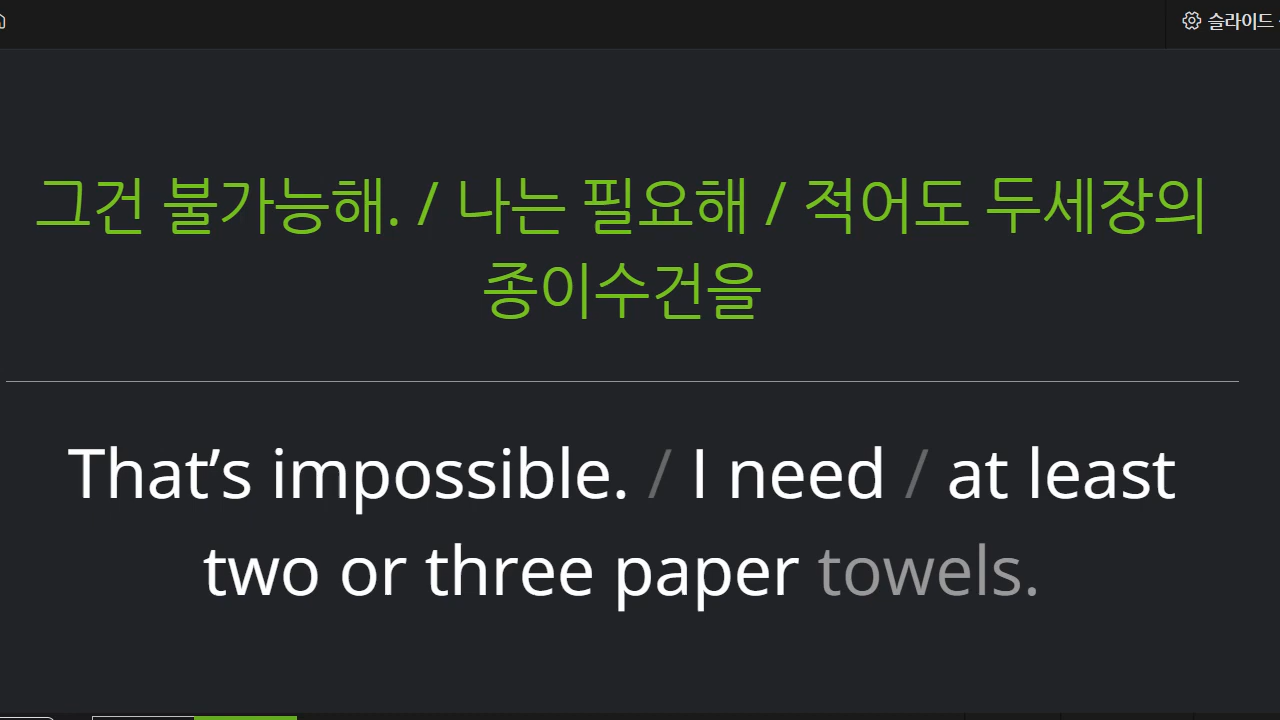 슬라이드
그건 불가능해. / 나는 필요해 / 적어도 두세장의
종이수건을
That’s impossible. / I need / at least
two or three paper towels.